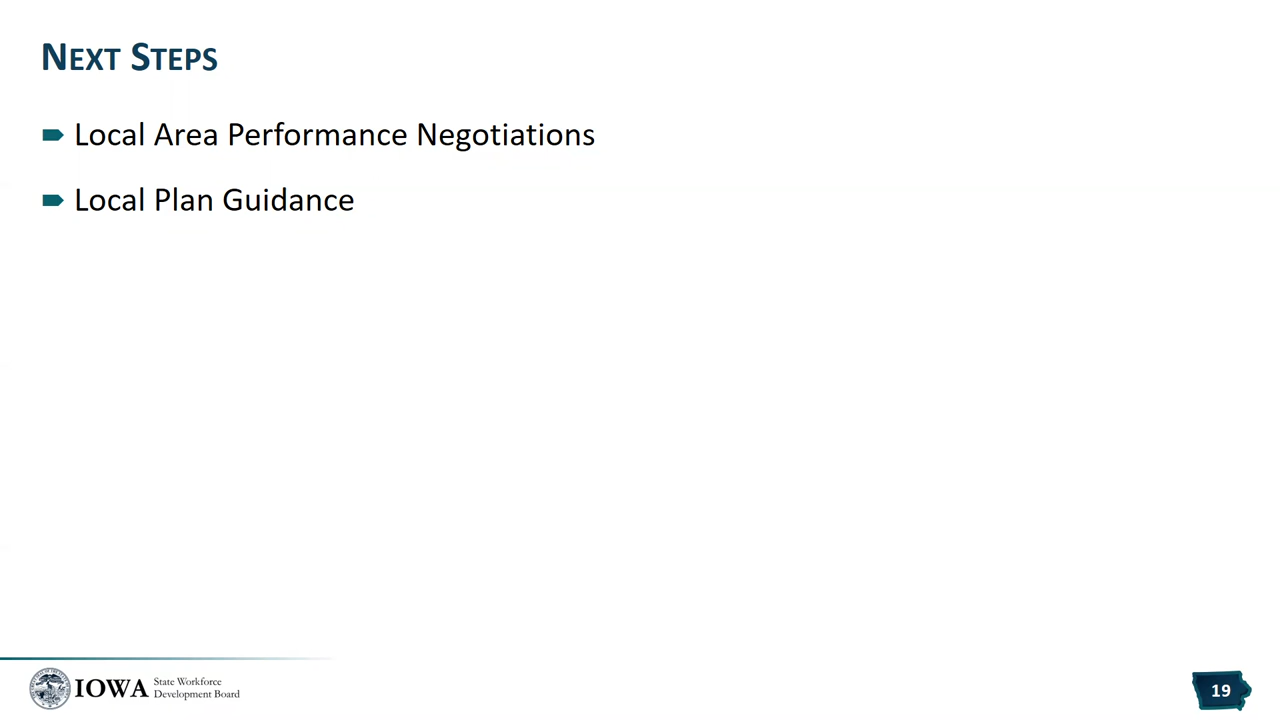 Next Steps
Local Area Performance Negotiations
Local Plan Guidance
IOWA
State Workforce
Development Board
19